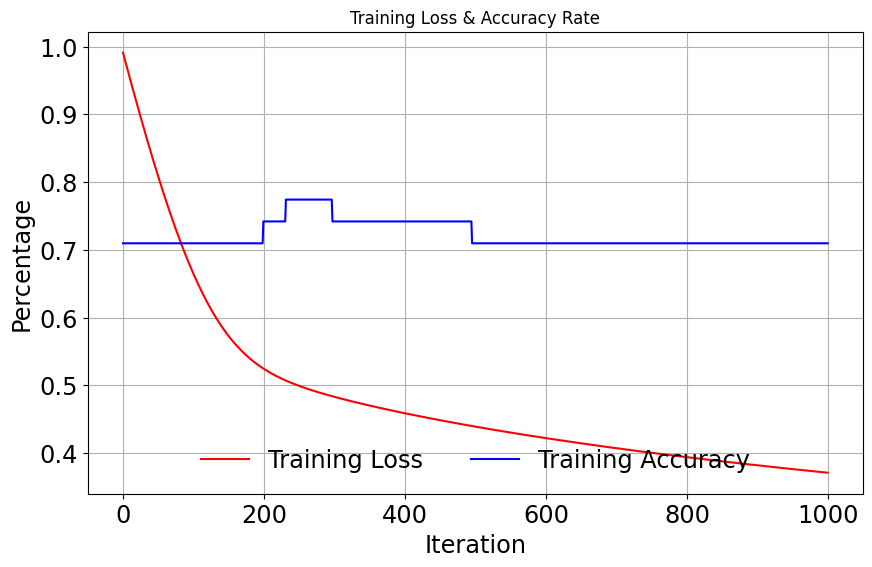 Training Loss & Accuracy Rate
1.0
0.9
0.8
0.7
0.6
0.5
0.4
Percentage
Training Loss
Training Accuracy
0
200
400
600
800
1000
Iteration